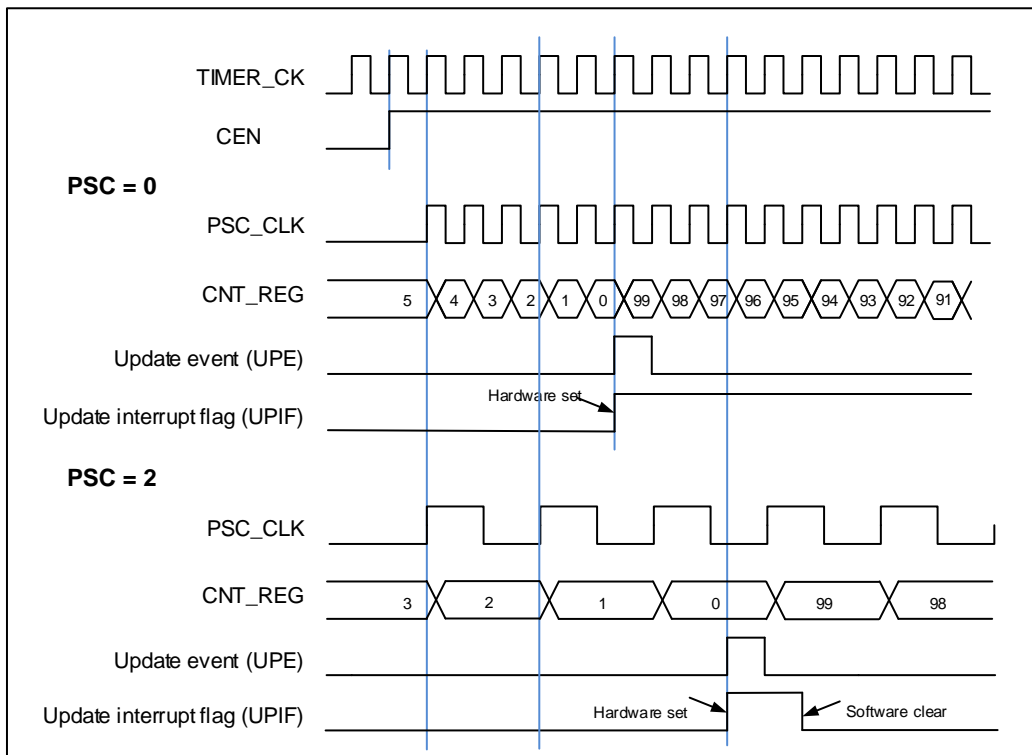 TIMER_CK
CEN
PSC = 0
PSC_CLK
CNT_REG
5 4 3 2 1 0 99 98 97 96 95 94 93 92 91
Update event (UPE)
Hardware set
Update interrupt flag (UPIF)
PSC = 2
PSC_CLK
CNT_REG
3 2 1 0 99 98
Update event (UPE)
Update interrupt flag (UPIF)
Hardware set
Software clear